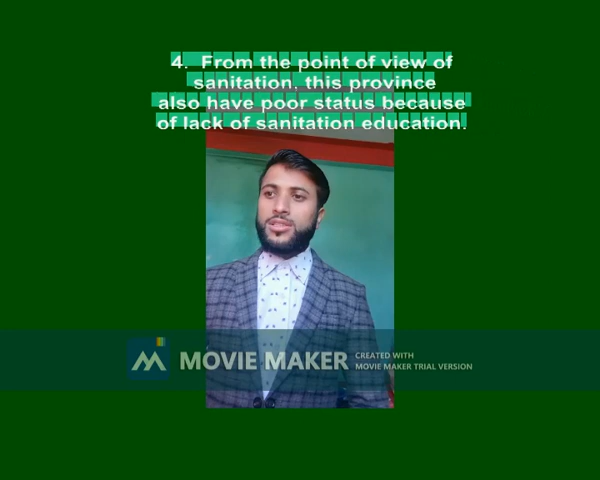 4. From the point of view of
sanitation, this province
also have poor status because
of lack of sanitation education.
MOVIE MAKER
CREATED WITH
MOVIE MAKER TRIAL VERSION